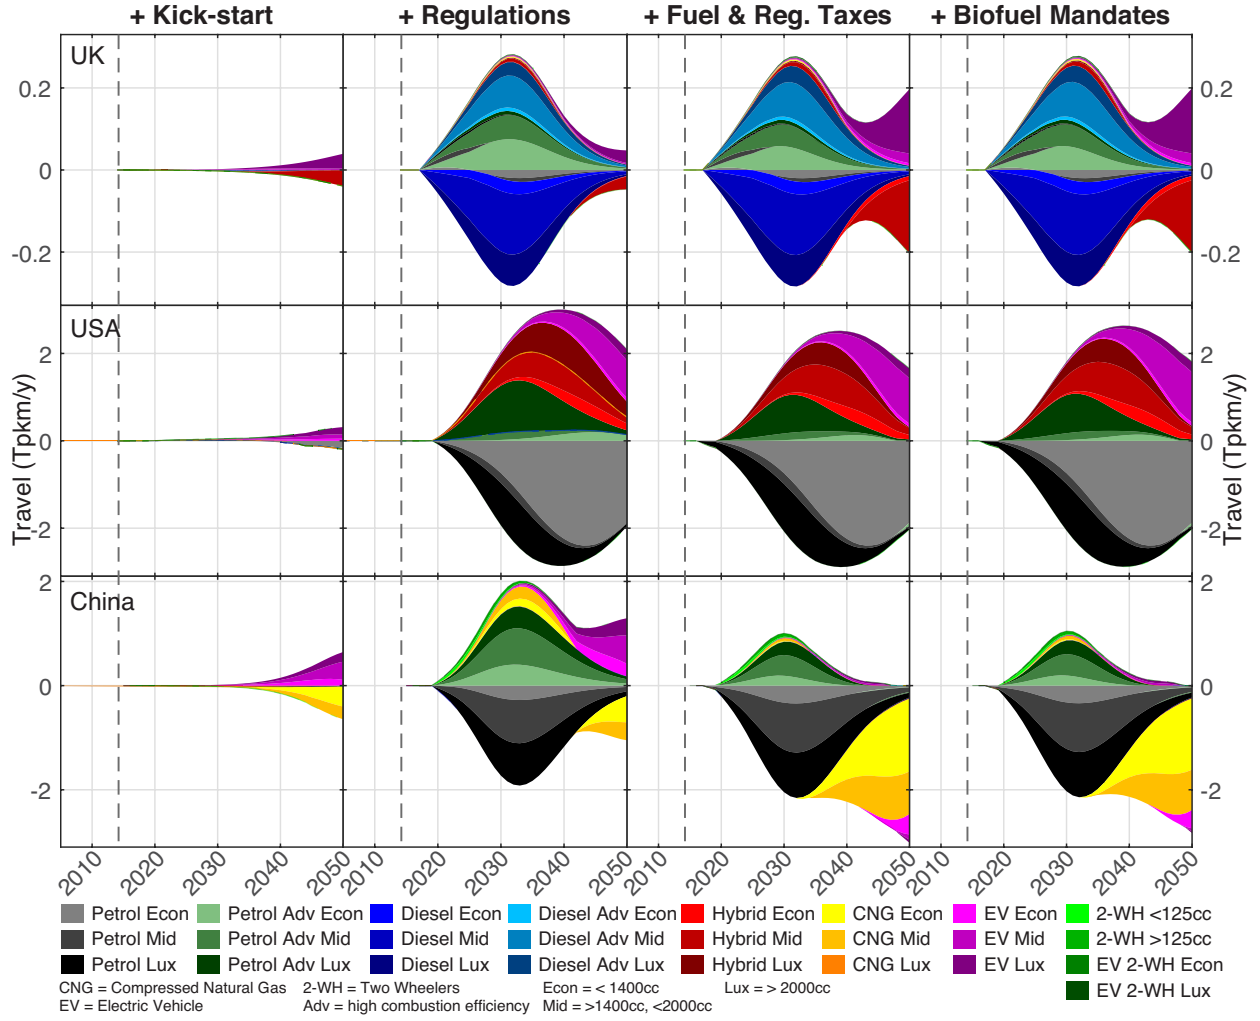 + Kick-start + Regulations + Fuel & Reg. Taxes + Biofuel Mandates
UK
0.2 0.2
0 0
-0.2 -0.2
USA
2 2
0 0
-2 -2
Travel (Tpkm/y) Travel (Tpkm/y)
China
2 2
0 0
-2 -2
2010 2020 2030 2040 2050 2010 2020 2030 2040 2050 2010 2020 2030 2040 2050 2010 2020 2030 2040 2050
Petrol Econ Petrol Adv Econ Diesel Econ Diesel Adv Econ Hybrid Econ CNG Econ EV Econ 2-WH <125cc
Petrol Mid Petrol Adv Mid Diesel Mid Diesel Adv Mid Hybrid Mid CNG Mid EV Mid 2-WH >125cc
Petrol Lux Petrol Adv Lux Diesel Lux Diesel Adv Lux Hybrid Lux CNG Lux EV Lux EV 2-WH Econ
EV 2-WH Lux
CNG = Compressed Natural Gas 2-WH = Two Wheelers Econ = < 1400cc Lux = > 2000cc
EV = Electric Vehicle Adv = high combustion efficiency Mid = >1400cc, <2000cc